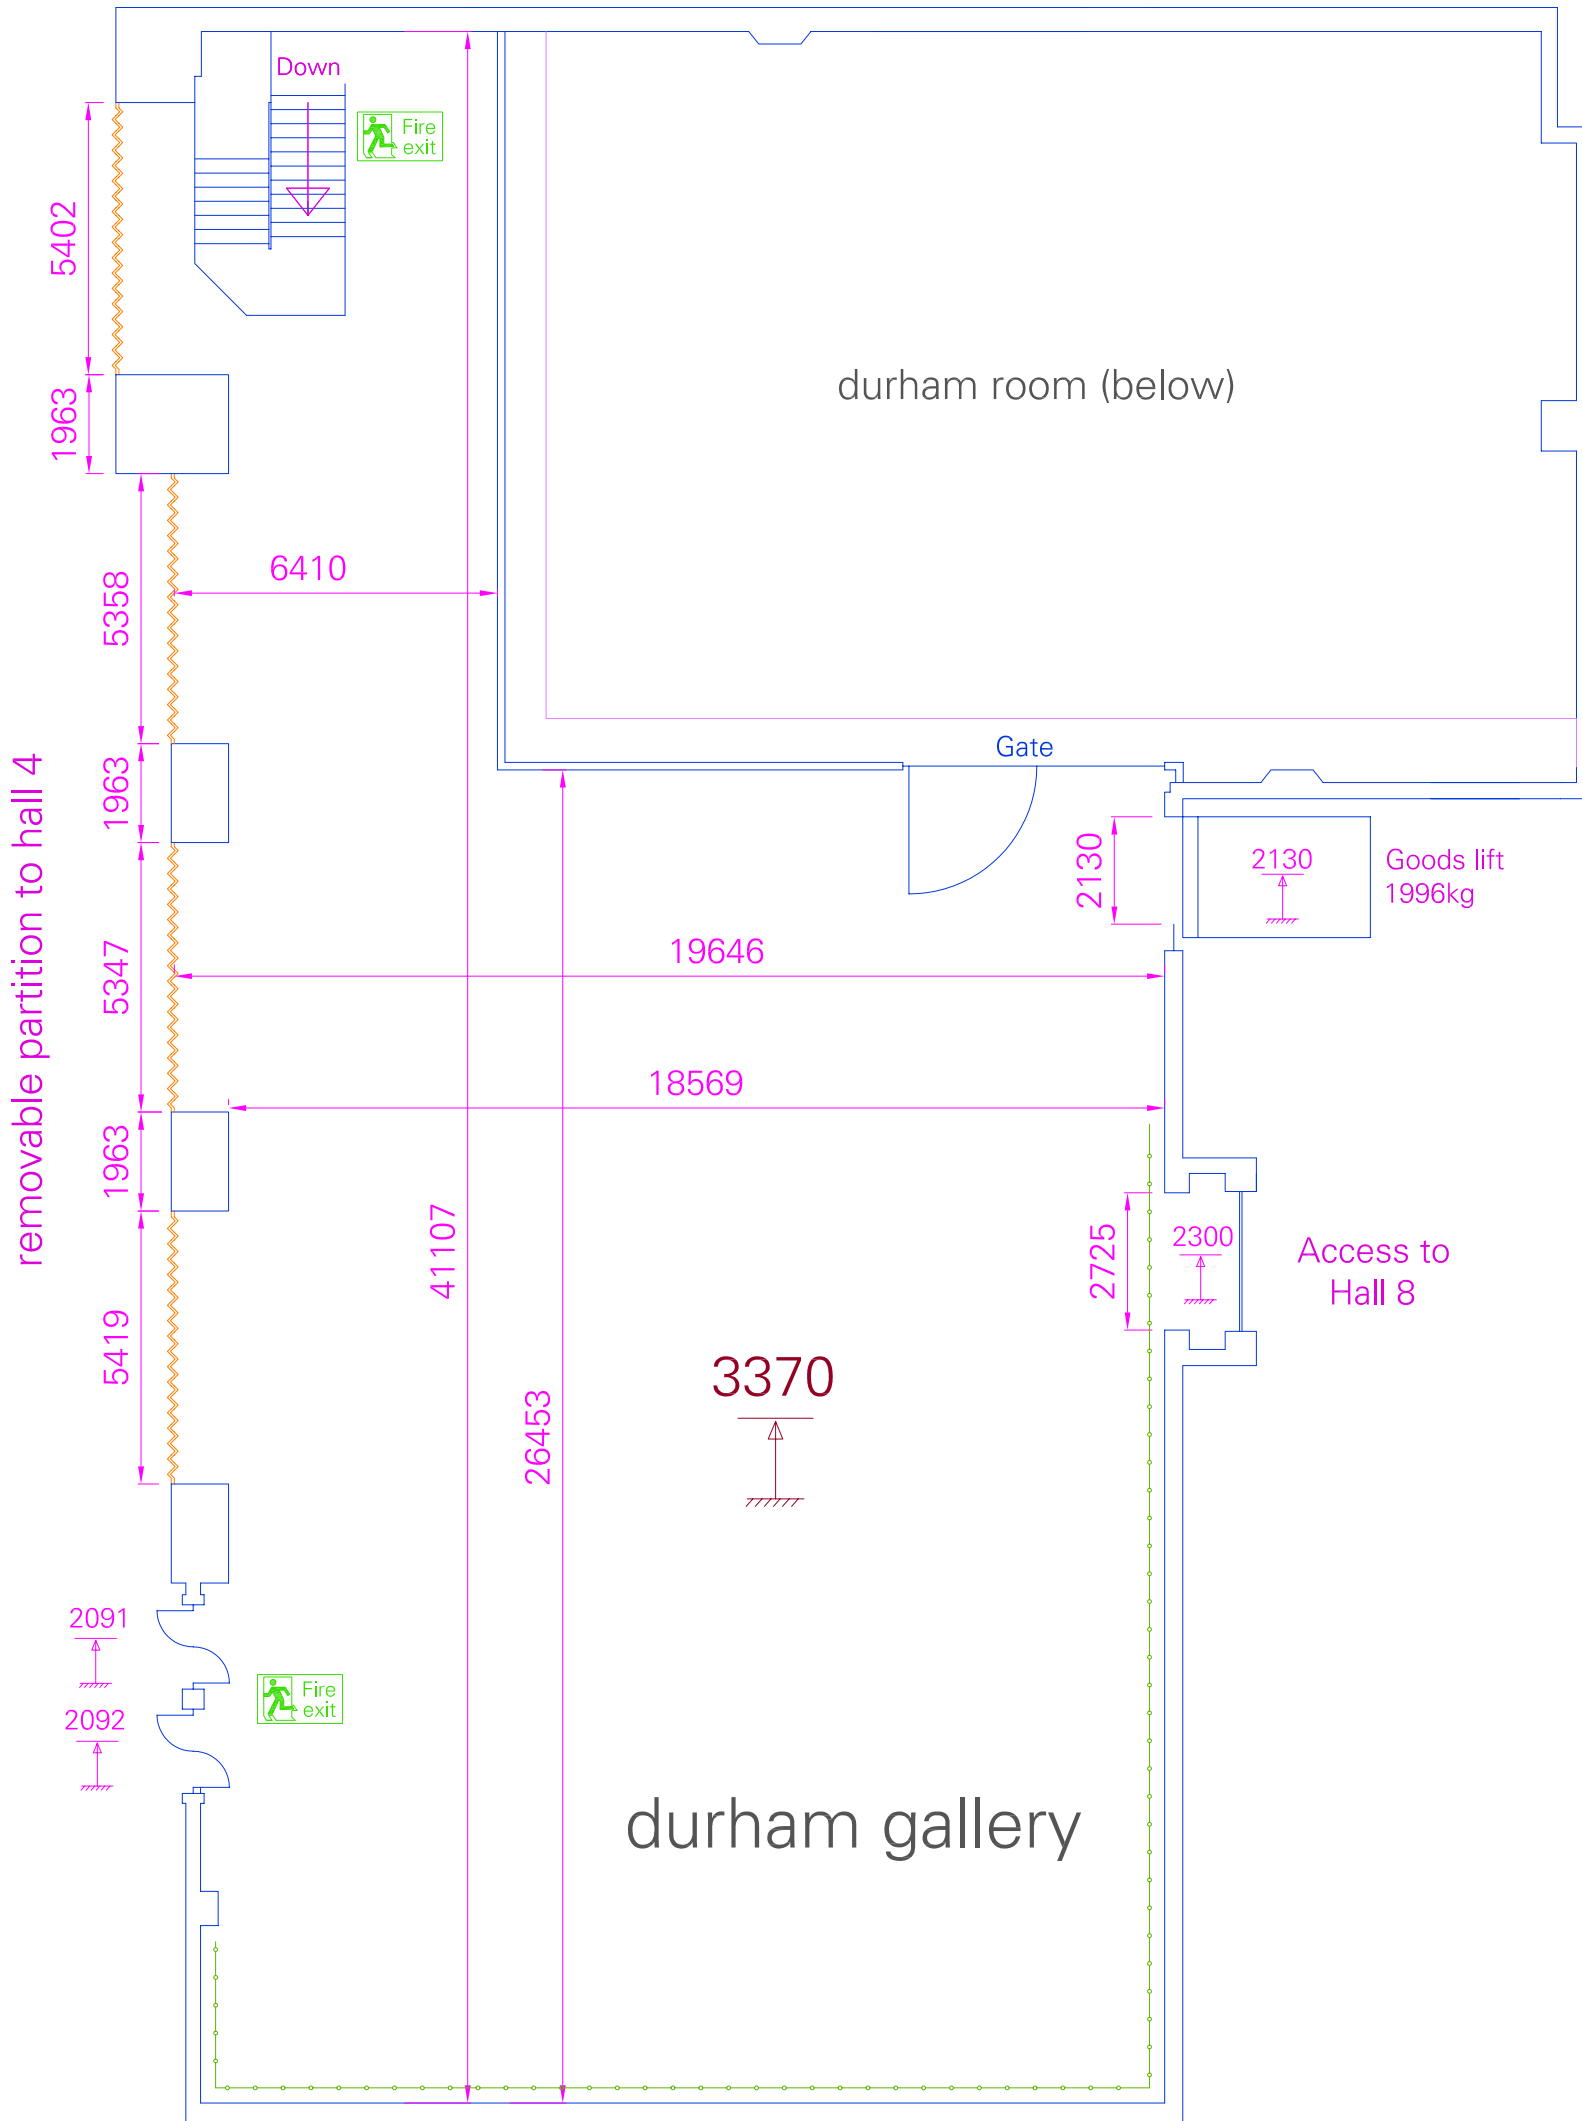 Down
Fire
exit
5402
durham room (below)
1963
6410
5358
removable partition to hall 4
Gate
1963
2130
2130
Goods lift
1996kg
19646
5347
18569
1963
41107
2725
2300
Access to
Hall 8
5419
3370
26453
2091
Fire
exit
2092
durham gallery